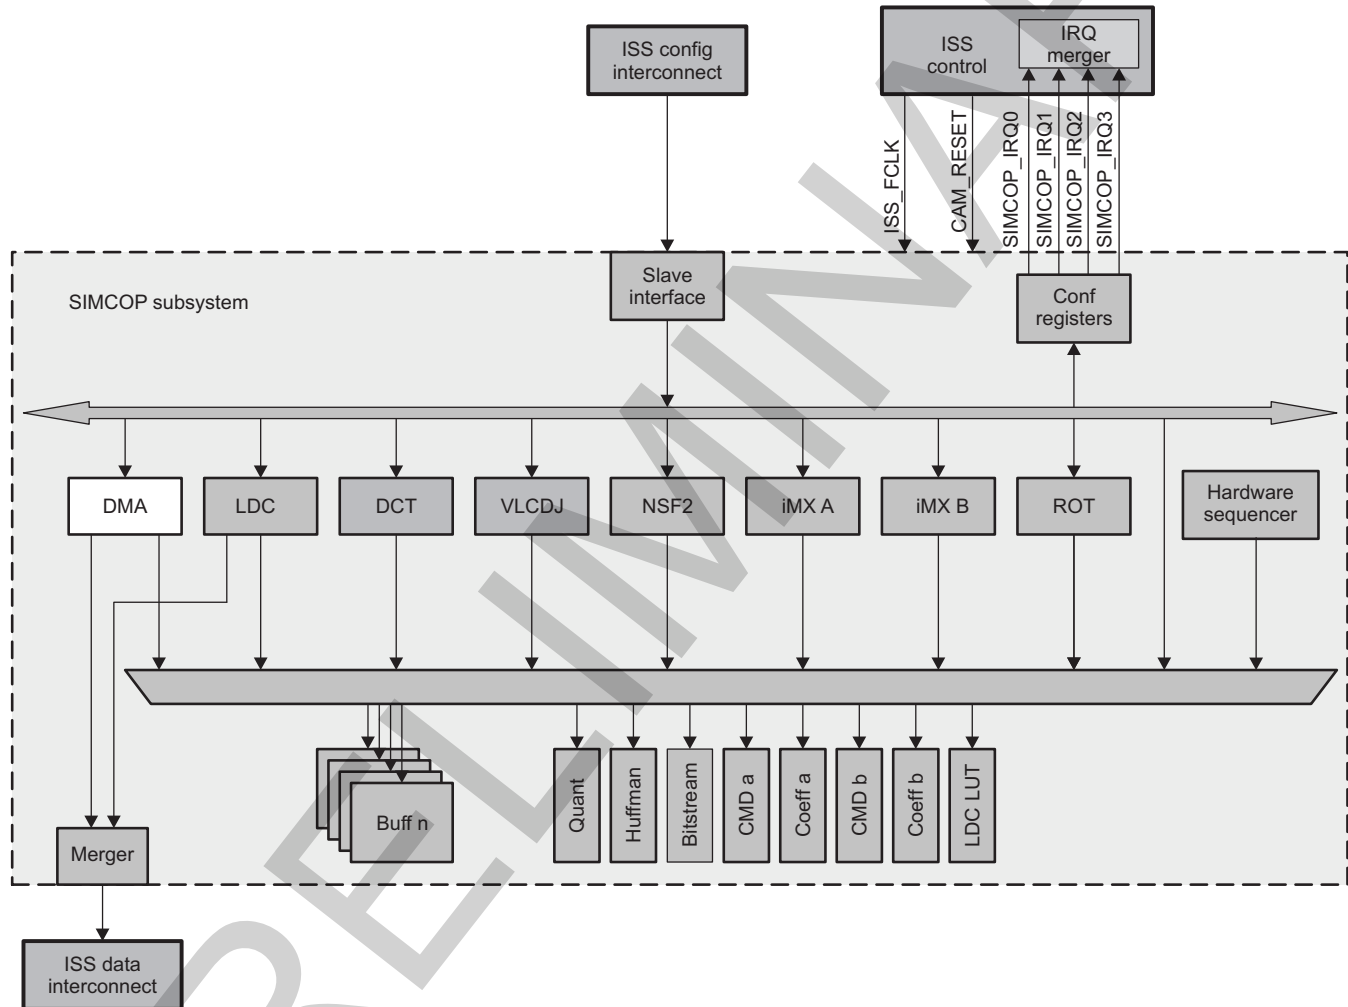 ISS config
interconnect
ISS
control
IRQ
merger
ISS_FCLK
CAM_RESET
SIMCOP_IRQ0
SIMCOP_IRQ1
SIMCOP_IRQ2
SIMCOP_IRQ3
SIMCOP subsystem
Slave
interface
Conf
registers
DMA
LDC
DCT
VLCDJ
NSF2
iMX A
iMX B
ROT
Hardware
sequencer
Buff n
Quant
Huffman
Bitstream
CMD a
Coeff a
CMD b
Coeff b
LDC LUT
Merger
ISS data
interconnect
RELIMINA